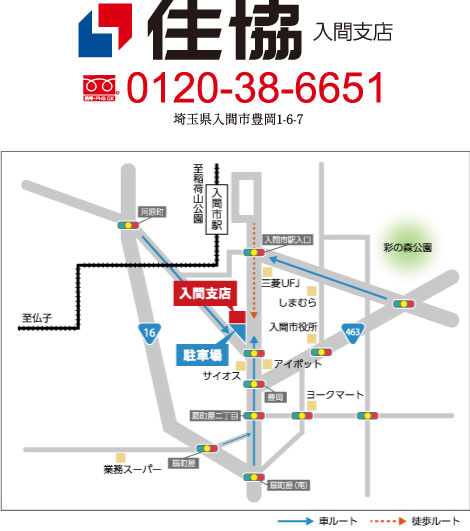 住協 入間支店
0120-38-6651
埼玉県入間市豊岡1-6-7
至稲荷山公園
入間市駅
河原町
入間市駅入口
彩の森公園
三菱UFJ
入間支店
しまむら
至仏子
16
入間市役所
463
駐車場
アイポット
サイオス
豊岡
ヨークマート
扇町屋二丁目
扇町屋
業務スーパー
扇町屋(南)
車ルート
徒歩ルート